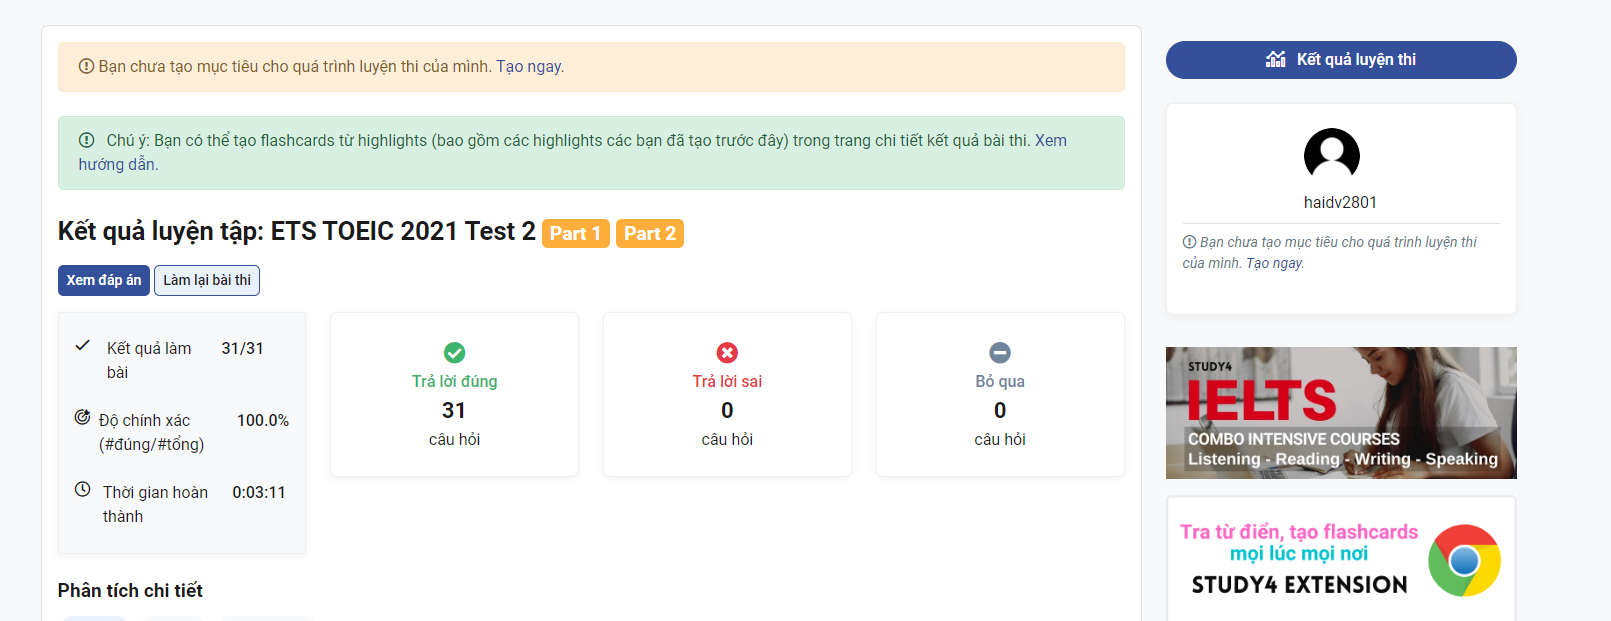 Bạn chưa tạo mục tiêu cho quá trình luyện thi của mình. Tạo ngay.
Chú ý: Bạn có thể tạo flashcards từ highlights (bao gồm các highlights các bạn đã tạo trước đây) trong trang chi tiết kết quả bài thi. Xem
hướng dẫn.
Kết quả luyện tập: ETS TOEIC 2021 Test 2 Part 1 Part 2
Xem đáp án Làm lại bài thi
Kết quả làm 31/31
bài
Độ chính xác 100.0%
(#đúng/#tổng)
Thời gian hoàn 0:03:11
thành
Trả lời đúng
31
câu hỏi
Trả lời sai
0
câu hỏi
Bỏ qua
0
câu hỏi
Phân tích chi tiết
Kết quả luyện thi
haidv2801
Bạn chưa tạo mục tiêu cho quá trình luyện thi
của mình. Tạo ngay.
STUDY4
IELTS
COMBO INTENSIVE COURSES
Listening - Reading - Writing - Speaking
Tra từ điển, tạo flashcards
mọi lúc mọi nơi
STUDY4 EXTENSION